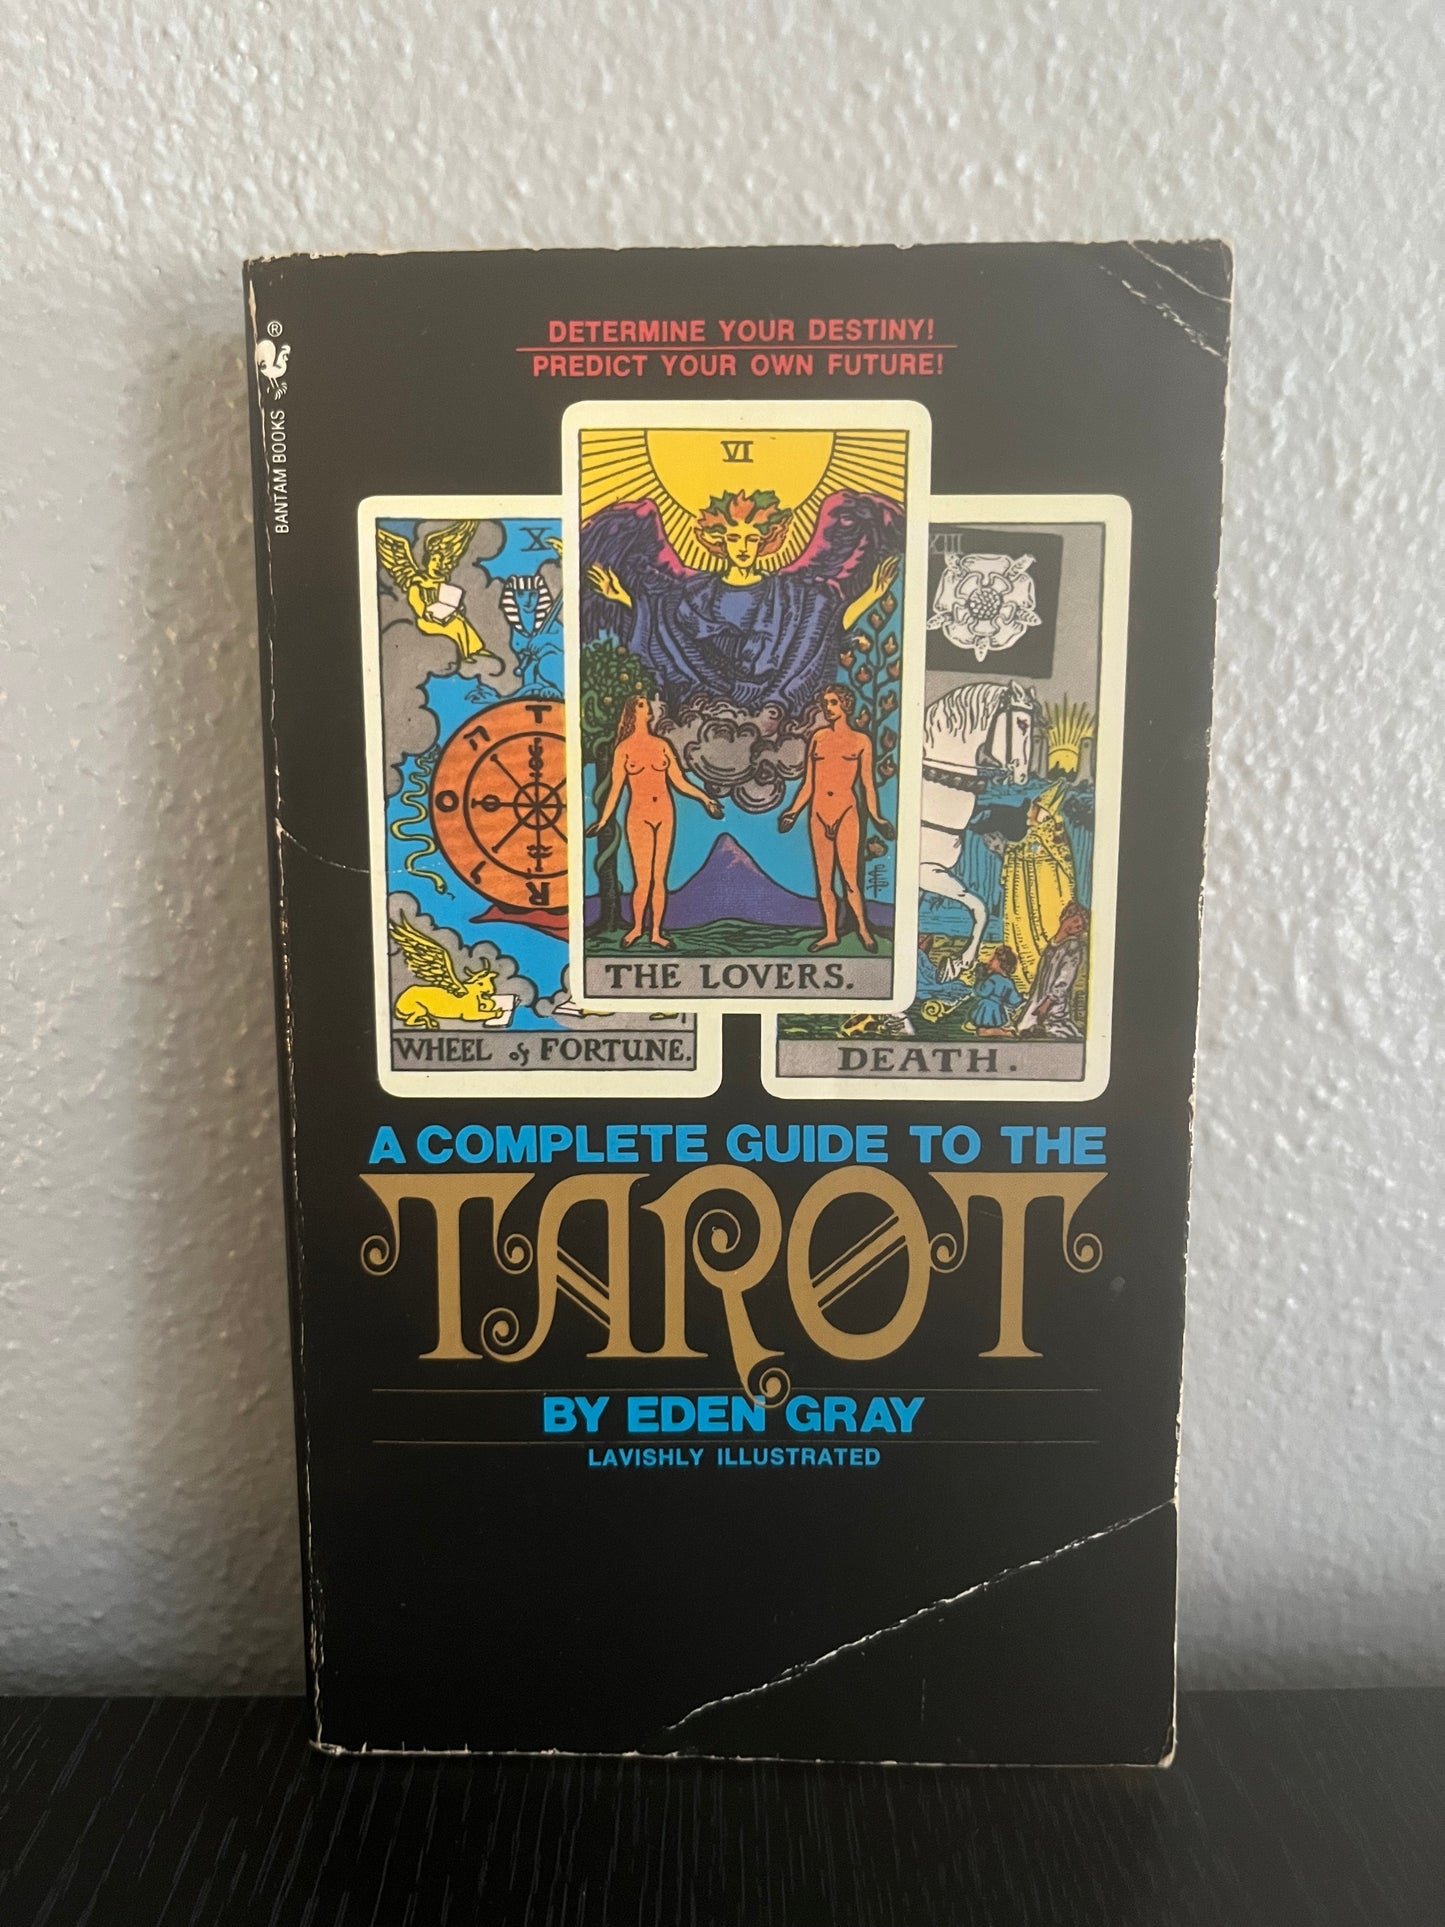 BANTAM BOOKS ®
DETERMINE YOUR DESTINY!
PREDICT YOUR OWN FUTURE!
VI
X
XIII
T
A
R
O
ה
ו
THE LOVERS.
WHEEL of FORTUNE.
DEATH.
A COMPLETE GUIDE TO THE
TAROT
BY EDEN GRAY
LAVISHLY ILLUSTRATED